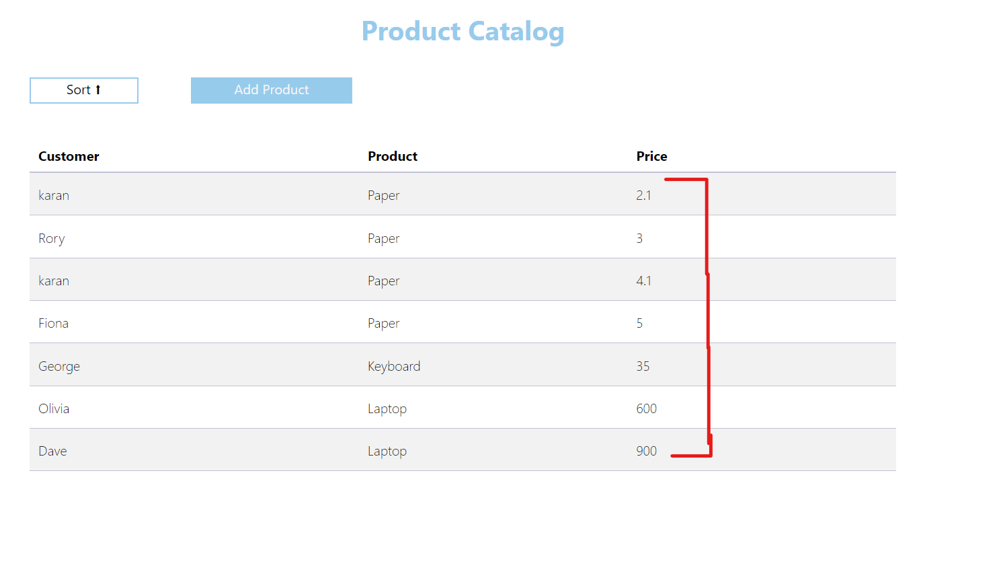 Product Catalog
Sort ⬆
Add Product
Customer Product Price
karan Paper 2.1
Rory Paper 3
karan Paper 4.1
Fiona Paper 5
George Keyboard 35
Olivia Laptop 600
Dave Laptop 900